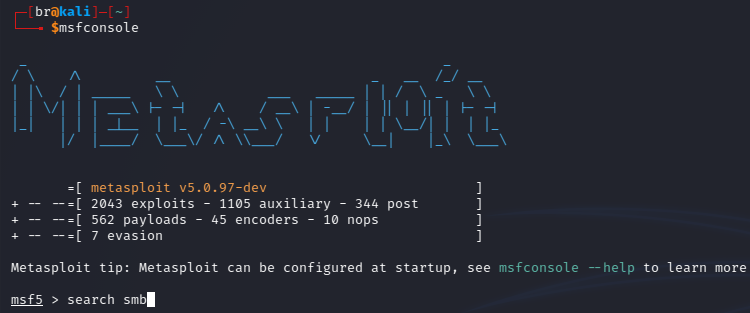 ┌─[br@kali]─[~]
└──╼ $msfconsole
METASPLOIT
=[ metasploit v5.0.97-dev ]
+ -- --=[ 2043 exploits - 1105 auxiliary - 344 post ]
+ -- --=[ 562 payloads - 45 encoders - 10 nops ]
+ -- --=[ 7 evasion ]
Metasploit tip: Metasploit can be configured at startup, see msfconsole --help to learn more
msf5 > search smb